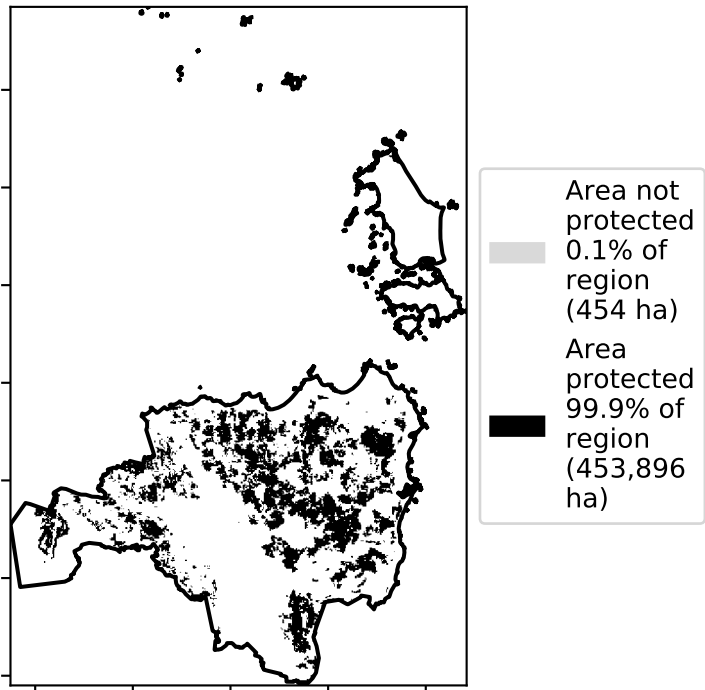 Area not
protected
0.1% of
region
(454 ha)
Area
protected
99.9% of
region
(453,896
ha)